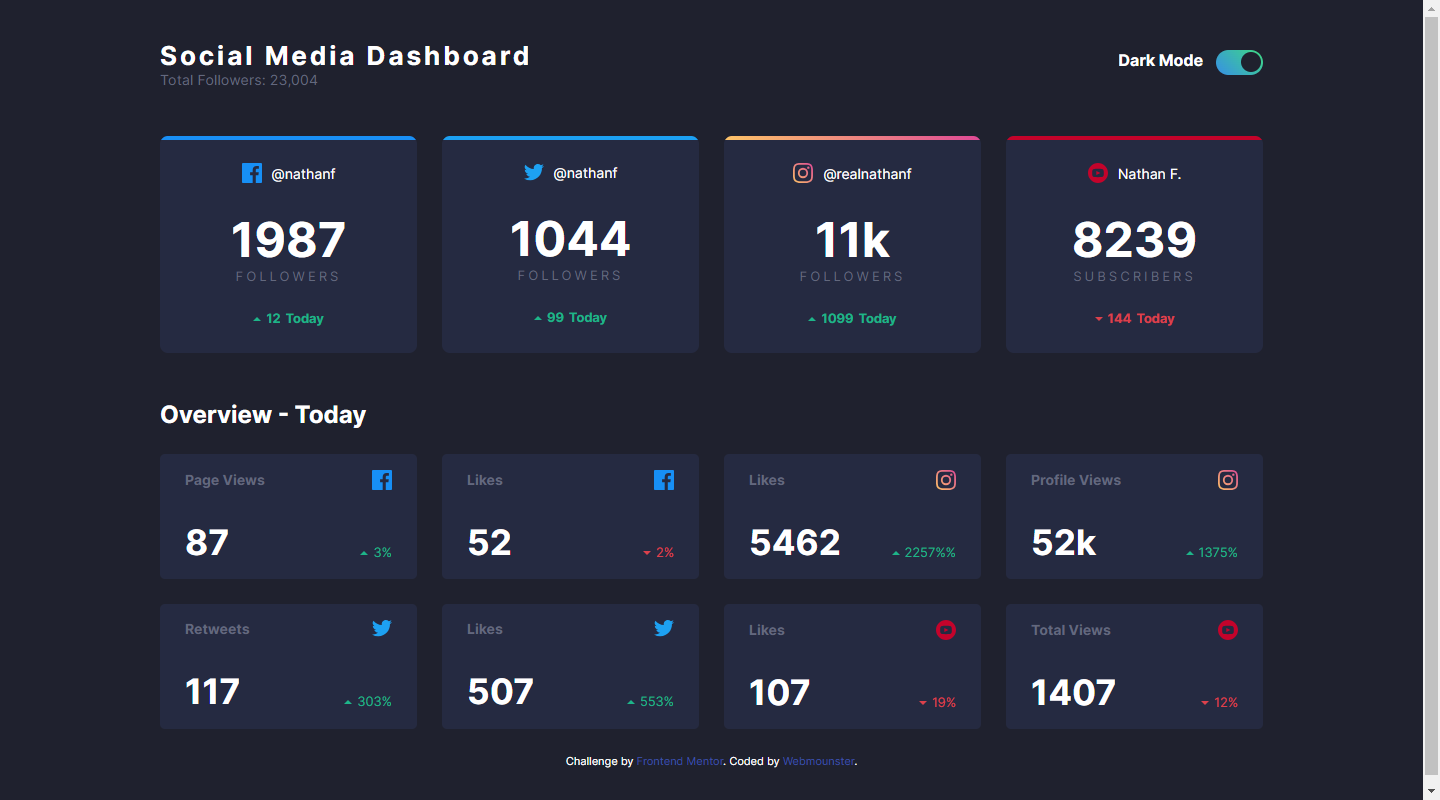 Social Media Dashboard
Total Followers: 23,004
Dark Mode
@nathanf
1987
FOLLOWERS
12 Today
@nathanf
1044
FOLLOWERS
99 Today
@realnathanf
11k
FOLLOWERS
1099 Today
Nathan F.
8239
SUBSCRIBERS
144 Today
Overview - Today
Page Views
87
3%
Likes
52
2%
Likes
5462
2257%%
Profile Views
52k
1375%
Retweets
117
303%
Likes
507
553%
Likes
107
19%
Total Views
1407
12%
Challenge by Frontend Mentor. Coded by Webmounster.